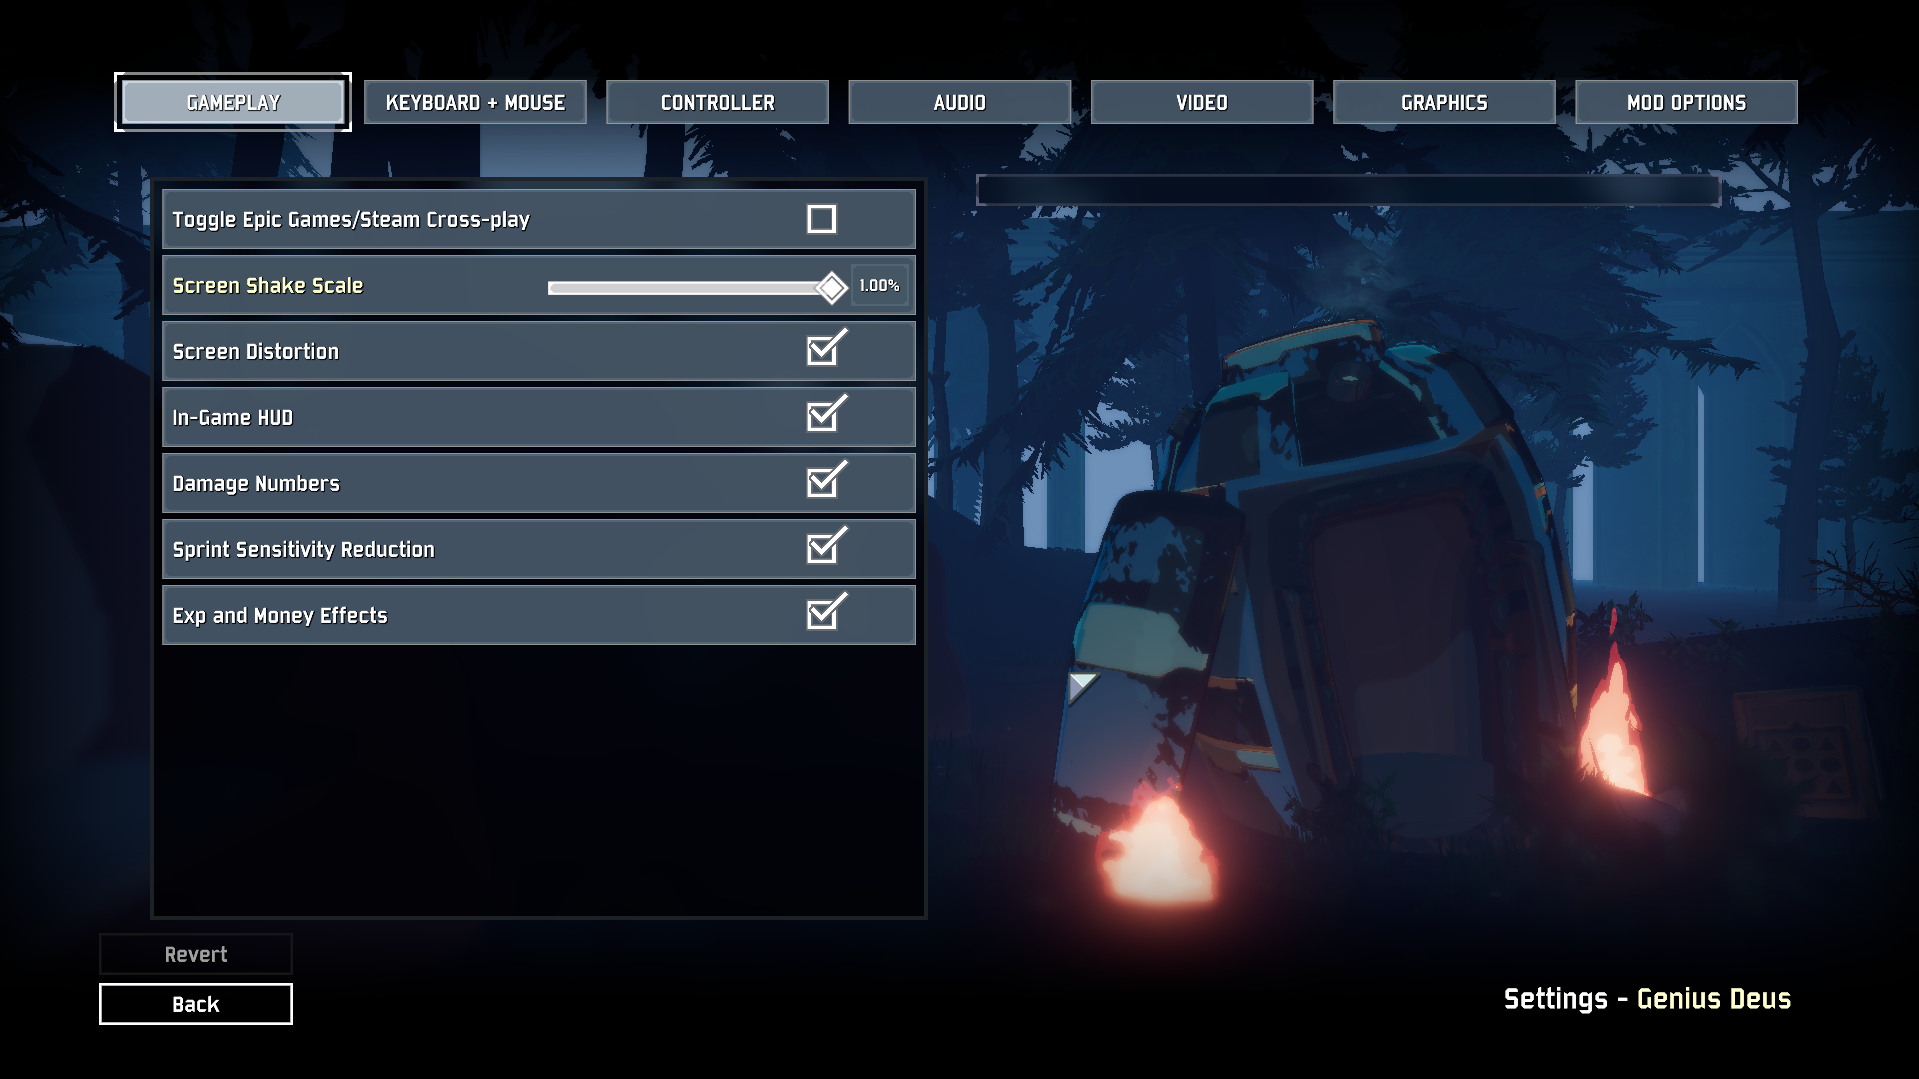 GAMEPLAY
KEYBOARD + MOUSE
CONTROLLER
AUDIO
VIDEO
GRAPHICS
MOD OPTIONS
Toggle Epic Games/Steam Cross-play
Screen Shake Scale 1.00%
Screen Distortion
In-Game HUD
Damage Numbers
Sprint Sensitivity Reduction
Exp and Money Effects
Revert
Back
Settings - Genius Deus